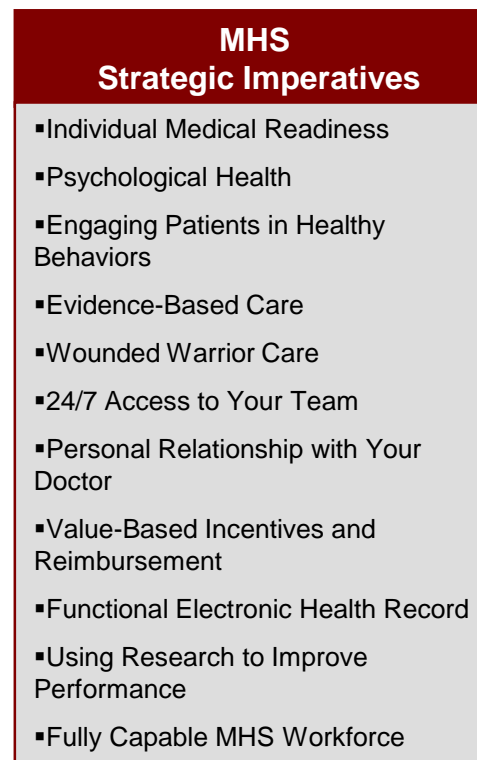 MHS
Strategic Imperatives
▪Individual Medical Readiness
▪Psychological Health
▪Engaging Patients in Healthy
Behaviors
▪Evidence-Based Care
▪Wounded Warrior Care
▪24/7 Access to Your Team
▪Personal Relationship with Your
Doctor
▪Value-Based Incentives and
Reimbursement
▪Functional Electronic Health Record
▪Using Research to Improve
Performance
▪Fully Capable MHS Workforce